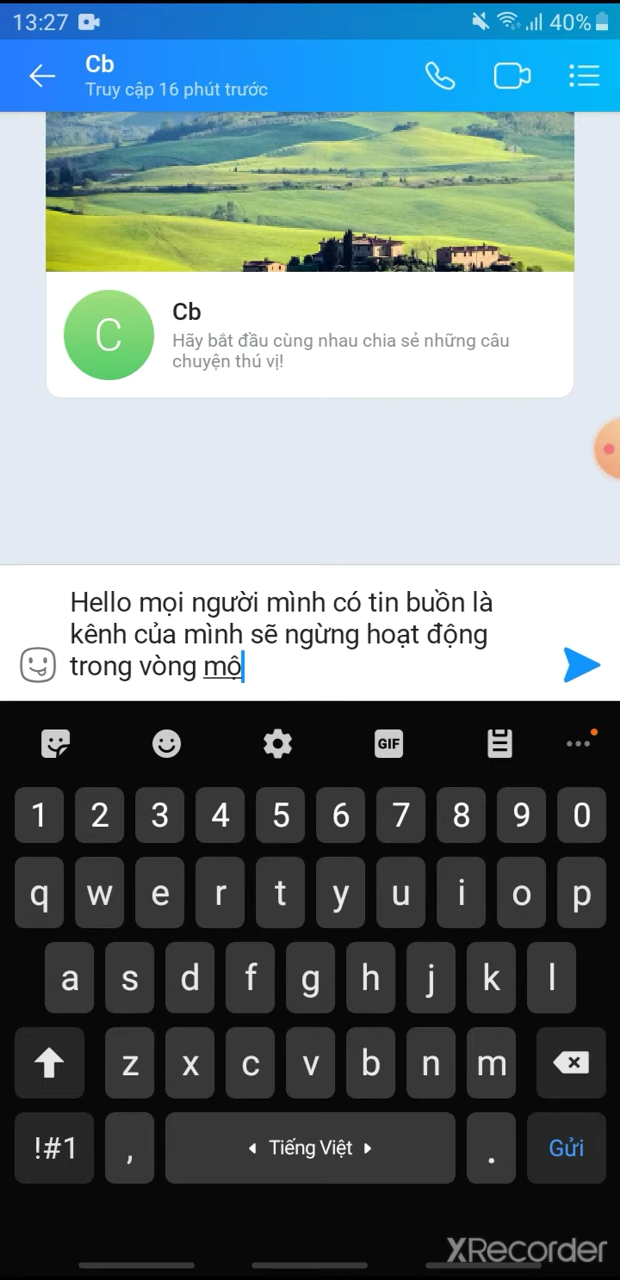 13:27 40%
Cb
Truy cập 16 phút trước
C
Cb
Hãy bắt đầu cùng nhau chia sẻ những câu
chuyện thú vị!
Hello mọi người mình có tin buồn là
kênh của mình sẽ ngừng hoạt động
trong vòng mộ
GIF
1 2 3 4 5 6 7 8 9 0
q w e r t y u i o p
a s d f g h j k l
z x c v b n m
!#1 , Tiếng Việt . Gửi
XRecorder